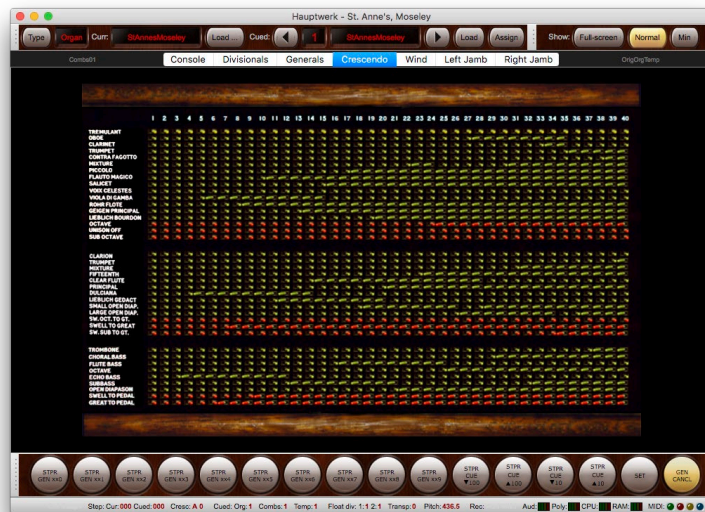 Hauptwerk - St. Anne's, Moseley
Type Organ Curr: StAnnesMoseley Load ... Cued: 1 StAnnesMoseley Load Assign Show: Full-screen Normal Min
Combs01 Console Divisionals Generals Crescendo Wind Left Jamb Right Jamb OrigOrgTemp
1 2 3 4 5 6 7 8 9 10 11 12 13 14 15 16 17 18 19 20 21 22 23 24 25 26 27 28 29 30 31 32 33 34 35 36 37 38 39 40
TREMULANT
OBOE
CLARINET
TRUMPET
CONTRA FAGOTTO
MIXTURE
PICCOLO
FLAUTO MAGICO
SALICET
VOIX CELESTES
VIOLA DI GAMBA
ROHR FLOTE
GEIGEN PRINCIPAL
LIEBLICH BOURDON
OCTAVE
UNISON OFF
SUB OCTAVE
CLARION
TRUMPET
MIXTURE
FIFTEENTH
CLEAR FLUTE
PRINCIPAL
DULCIANA
LIEBLICH GEDACT
SMALL OPEN DIAP.
LARGE OPEN DIAP.
SW. OCT. TO GT.
SWELL TO GREAT
SW. SUB TO GT.
TROMBONE
CHORAL BASS
FLUTE BASS
OCTAVE
ECHO BASS
SUBBASS
OPEN DIAPASON
SWELL TO PEDAL
GREAT TO PEDAL
STPR GEN xx0 STPR GEN xx1 STPR GEN xx2 STPR GEN xx3 STPR GEN xx4 STPR GEN xx5 STPR GEN xx6 STPR GEN xx7 STPR GEN xx8 STPR GEN xx9 STPR CUE ▼100 STPR CUE ▲100 STPR CUE ▼10 STPR CUE ▲10 SET GEN CANCL
Step: Cur: 000 Cued: 000 Cresc: A 0 Cued: Org: 1 Combs: 1 Temp: 1 Float div: 1: 1 2: 1 Transp: 0 Pitch: 436.5 Rec: Aud: Poly: CPU: RAM: MIDI: